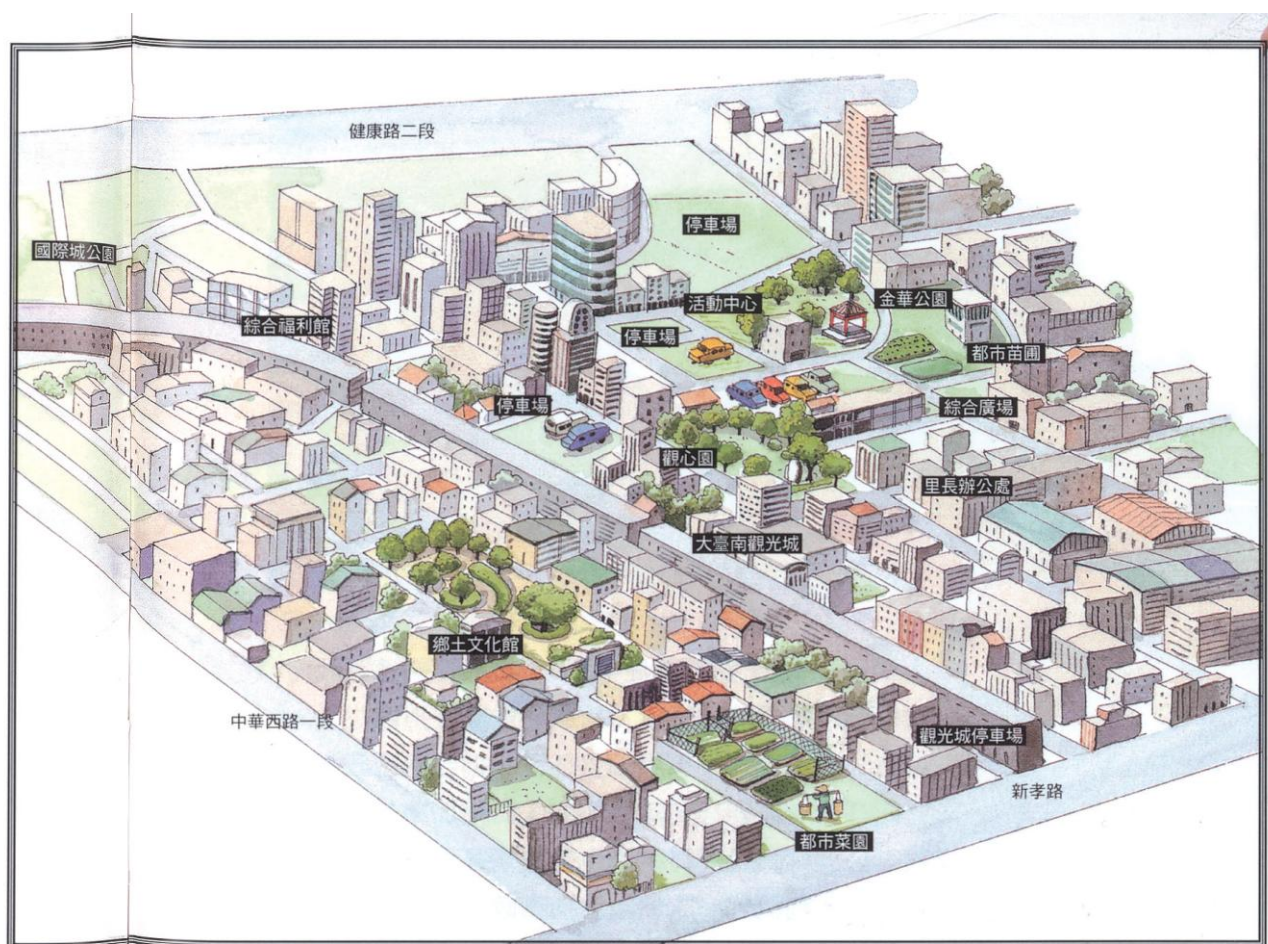 健康路二段
停車場
國際城公園
活動中心
金華公園
綜合福利館
停車場
都市苗圃
停車場
綜合廣場
觀心園
里長辦公處
大臺南觀光城
鄉土文化館
中華西路一段
觀光城停車場
新孝路
都市菜園